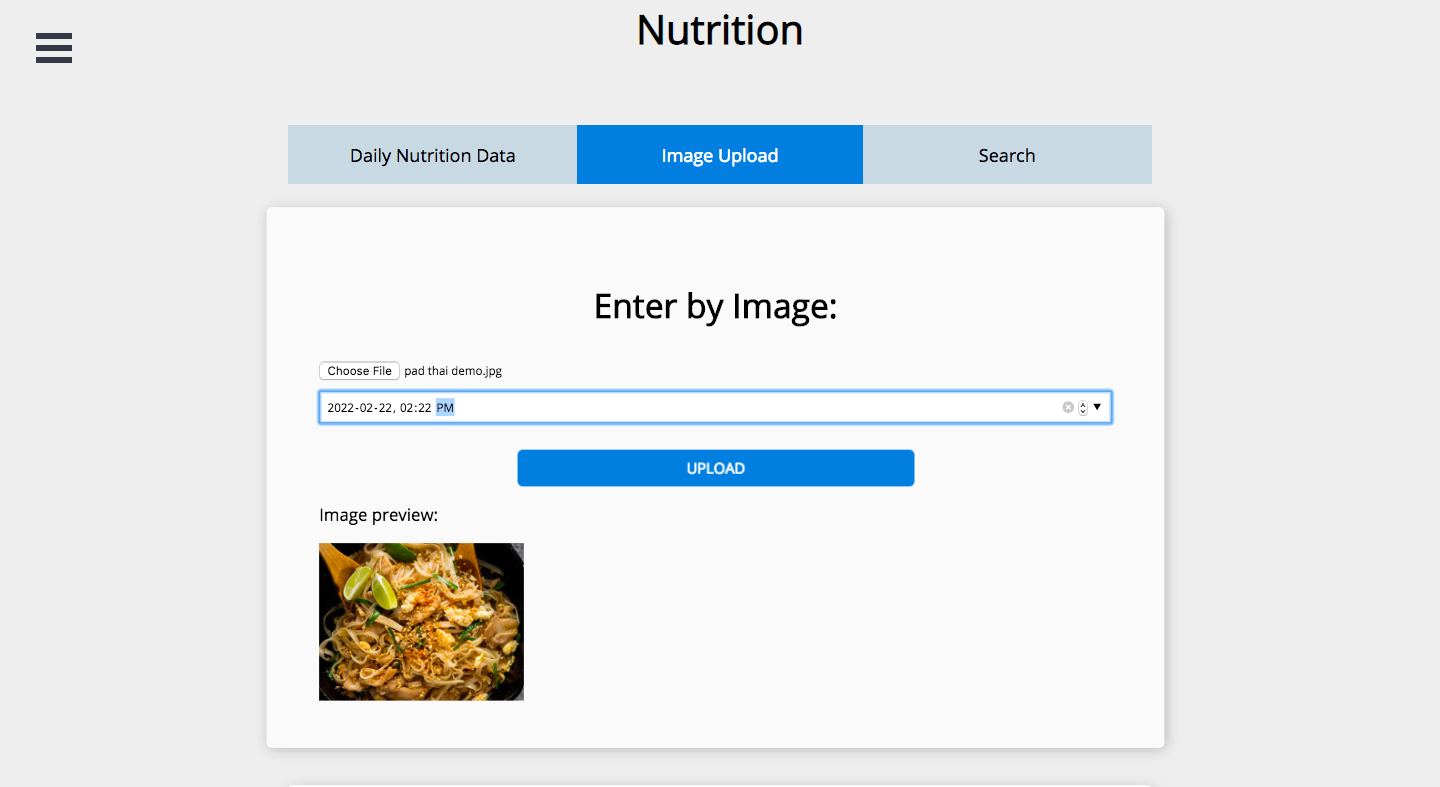 Nutrition
Daily Nutrition Data
Image Upload
Search
Enter by Image:
Choose File pad thai demo.jpg
2022-02-22, 02:22 PM
UPLOAD
Image preview: